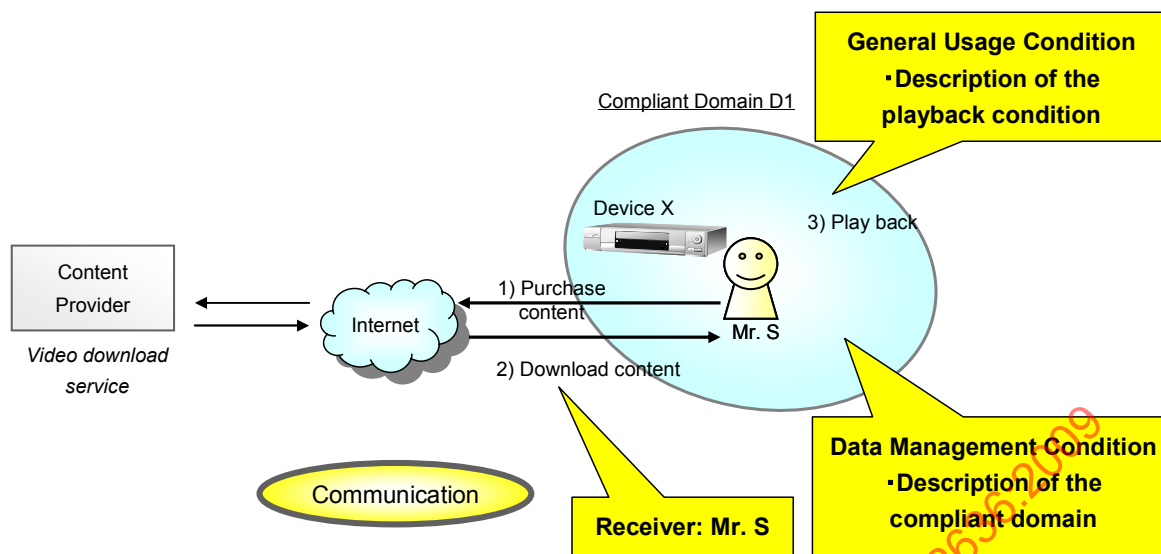 General Usage Condition
・Description of the
playback condition
Compliant Domain D1
Device X
3) Play back
Content
Provider
1) Purchase
content
Internet
Mr. S
Video download
service
2) Download content
Data Management Condition
・Description of the
compliant domain
Communication
Receiver: Mr. S
3636:2009